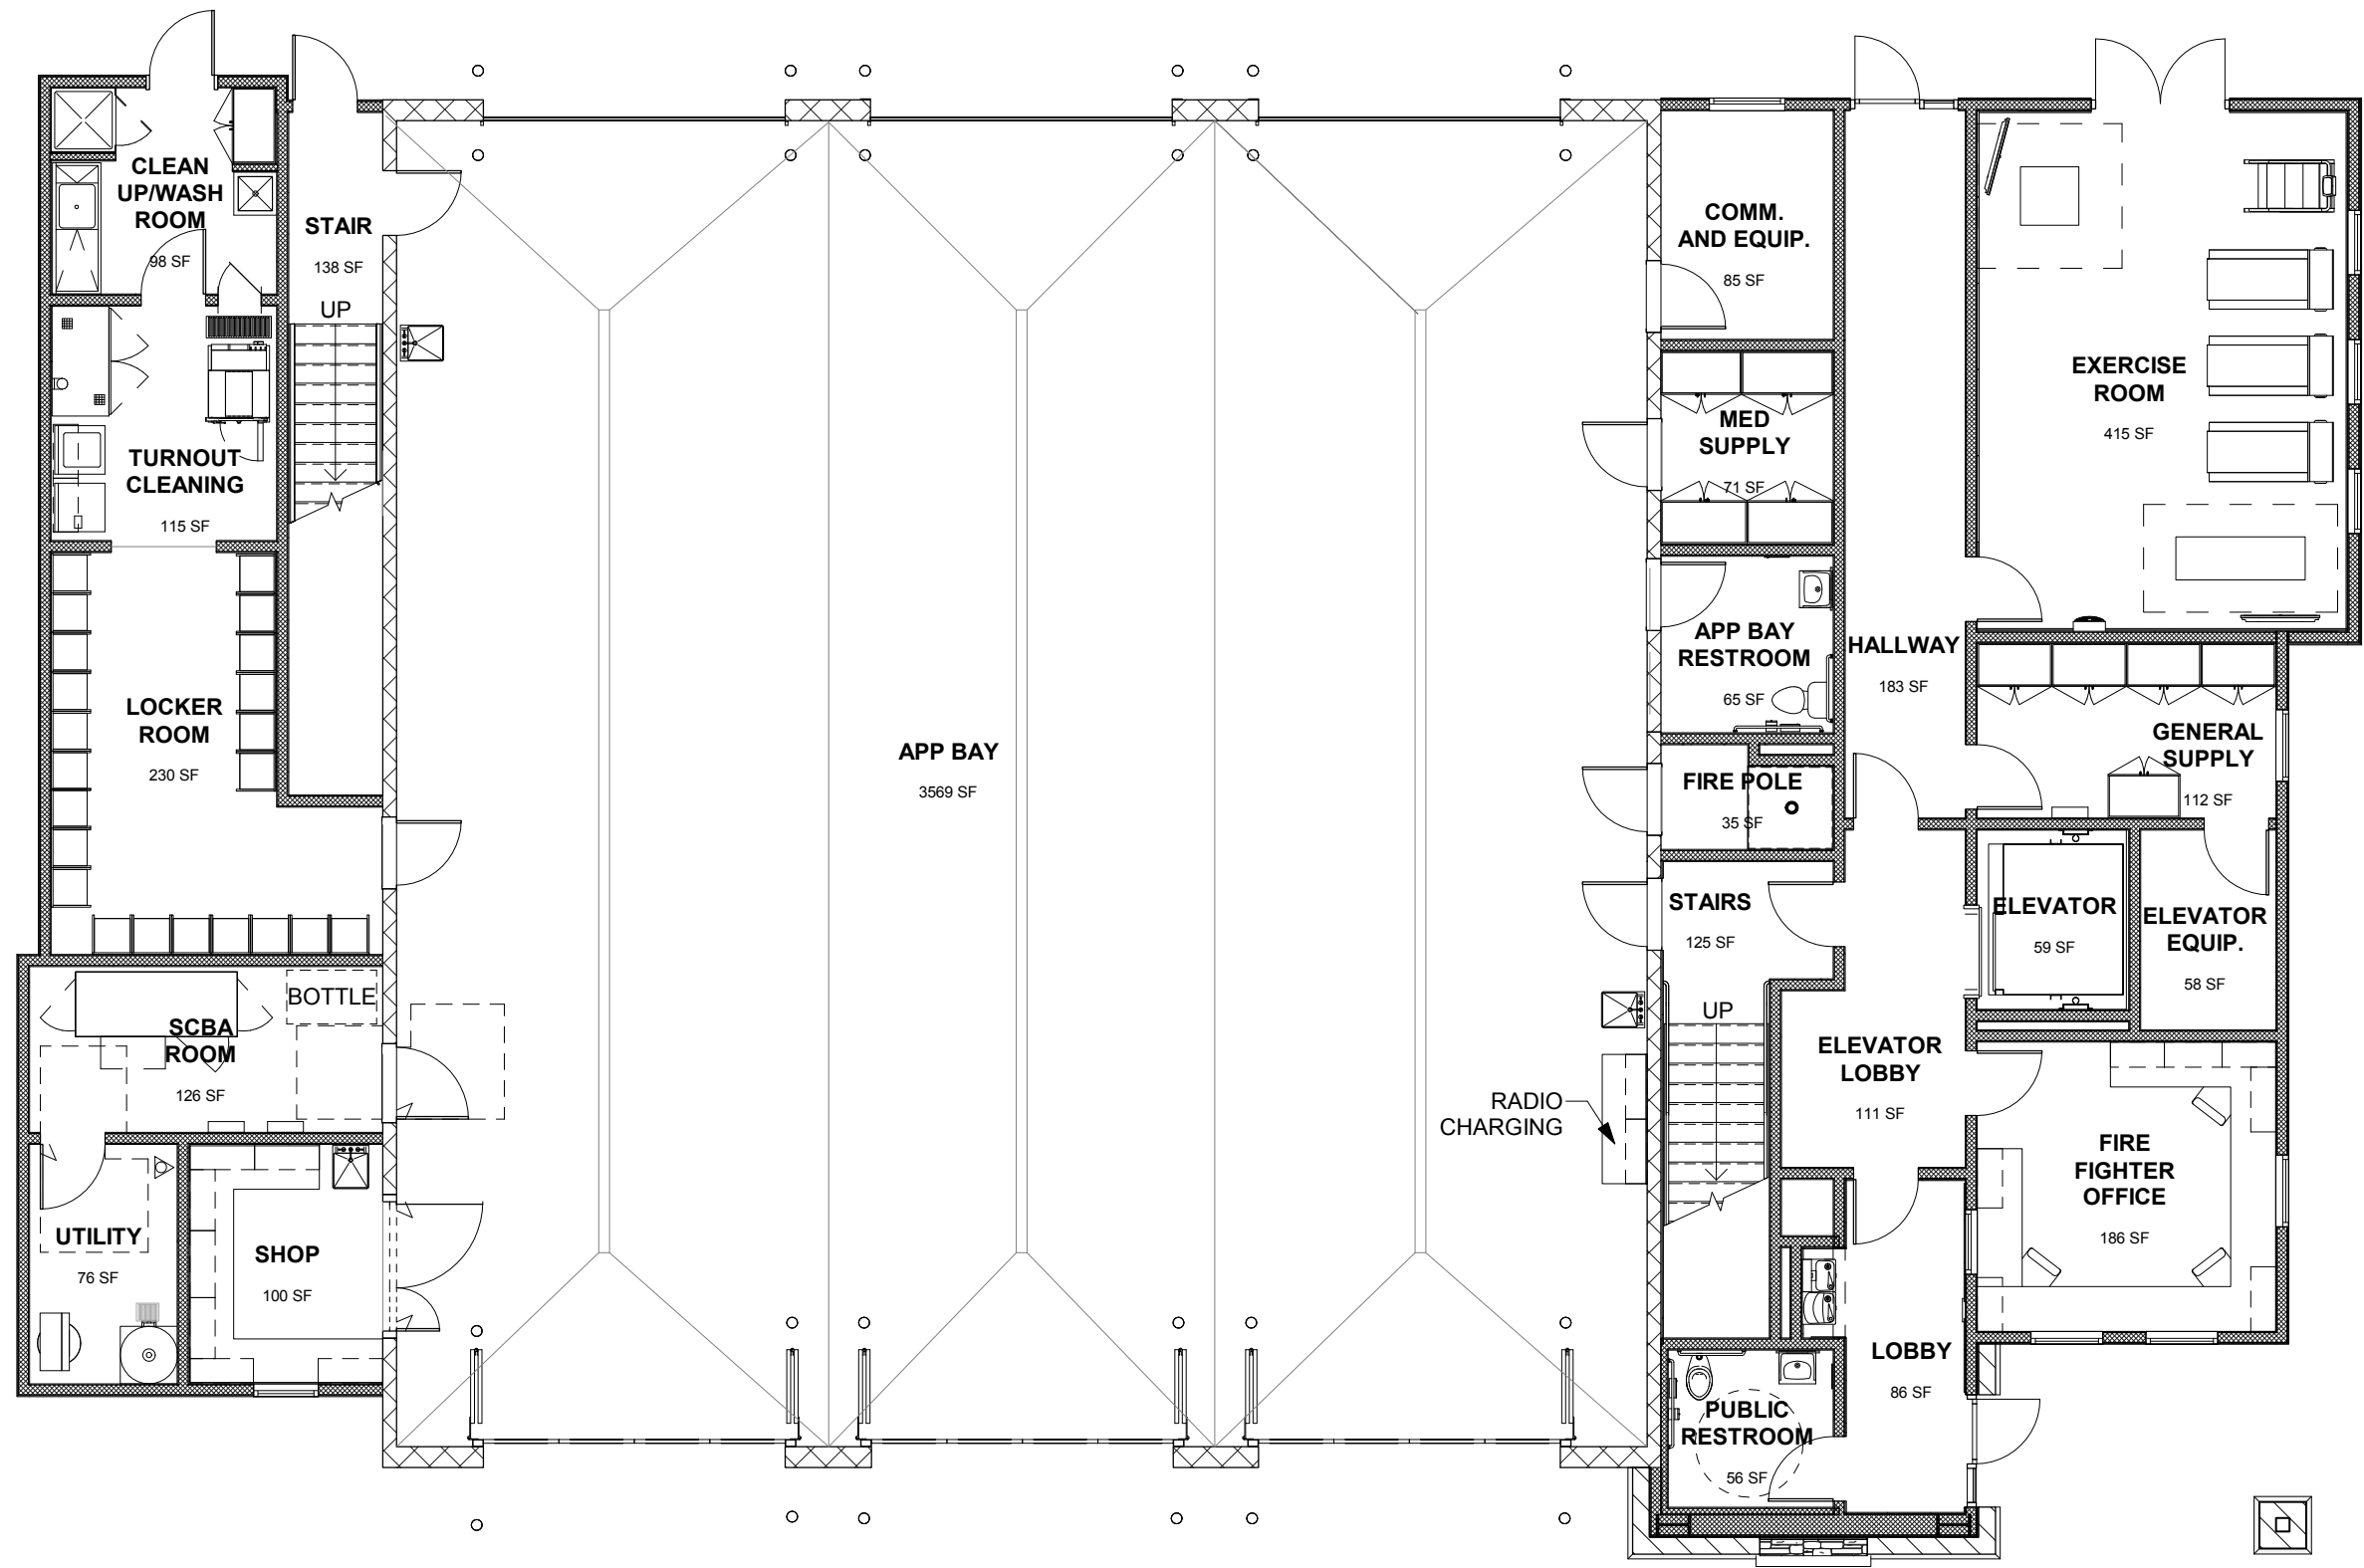 CLEAN
UP/WASH
ROOM
98 SF
STAIR
138 SF
UP
TURNOUT
CLEANING
115 SF
LOCKER
ROOM
230 SF
BOTTLE
SCBA
ROOM
126 SF
UTILITY
76 SF
SHOP
100 SF
APP BAY
3569 SF
RADIO
CHARGING
COMM.
AND EQUIP.
85 SF
MED
SUPPLY
71 SF
APP BAY
RESTROOM
65 SF
FIRE POLE
35 SF
STAIRS
125 SF
UP
HALLWAY
183 SF
EXERCISE
ROOM
415 SF
GENERAL
SUPPLY
112 SF
ELEVATOR
59 SF
ELEVATOR
EQUIP.
58 SF
ELEVATOR
LOBBY
111 SF
FIRE
FIGHTER
OFFICE
186 SF
LOBBY
86 SF
PUBLIC
RESTROOM
56 SF